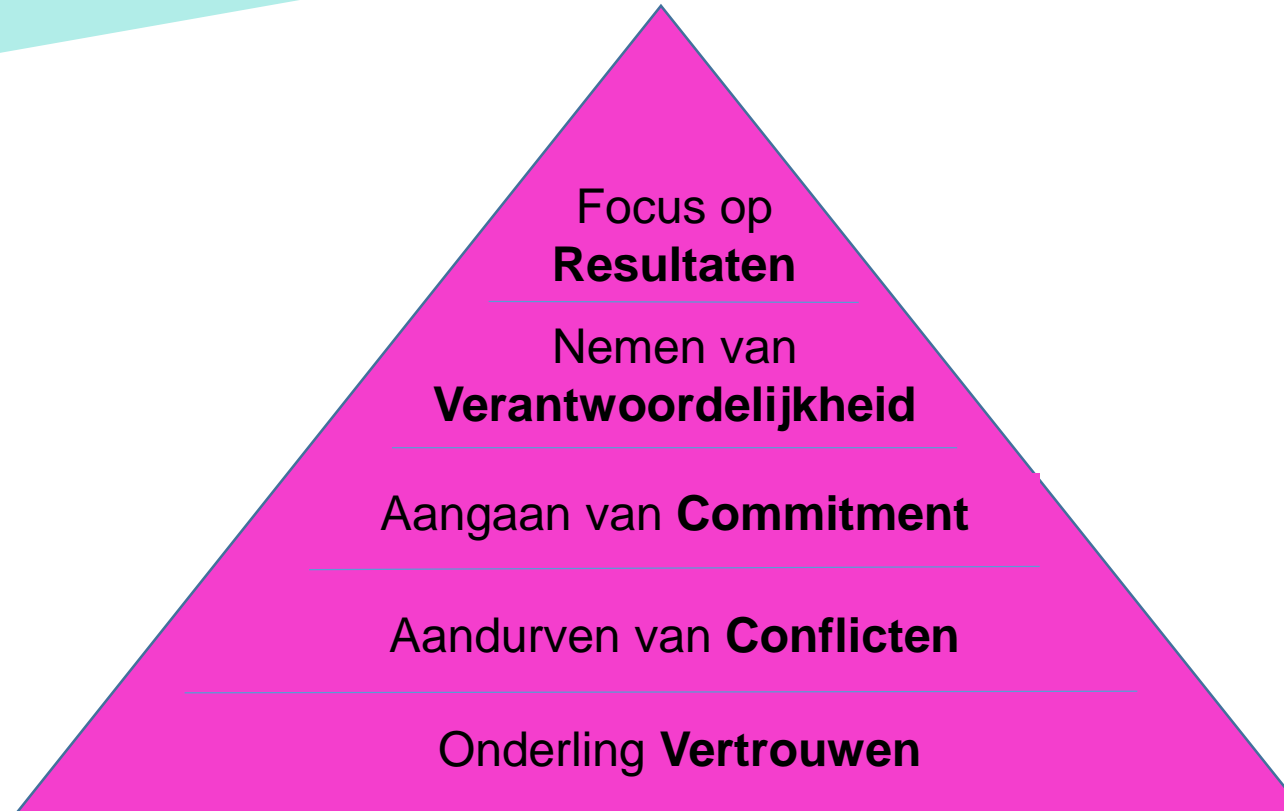 Focus op
Resultaten
Nemen van
Verantwoordelijkheid
Aangaan van Commitment
Aandurven van Conflicten
Onderling Vertrouwen